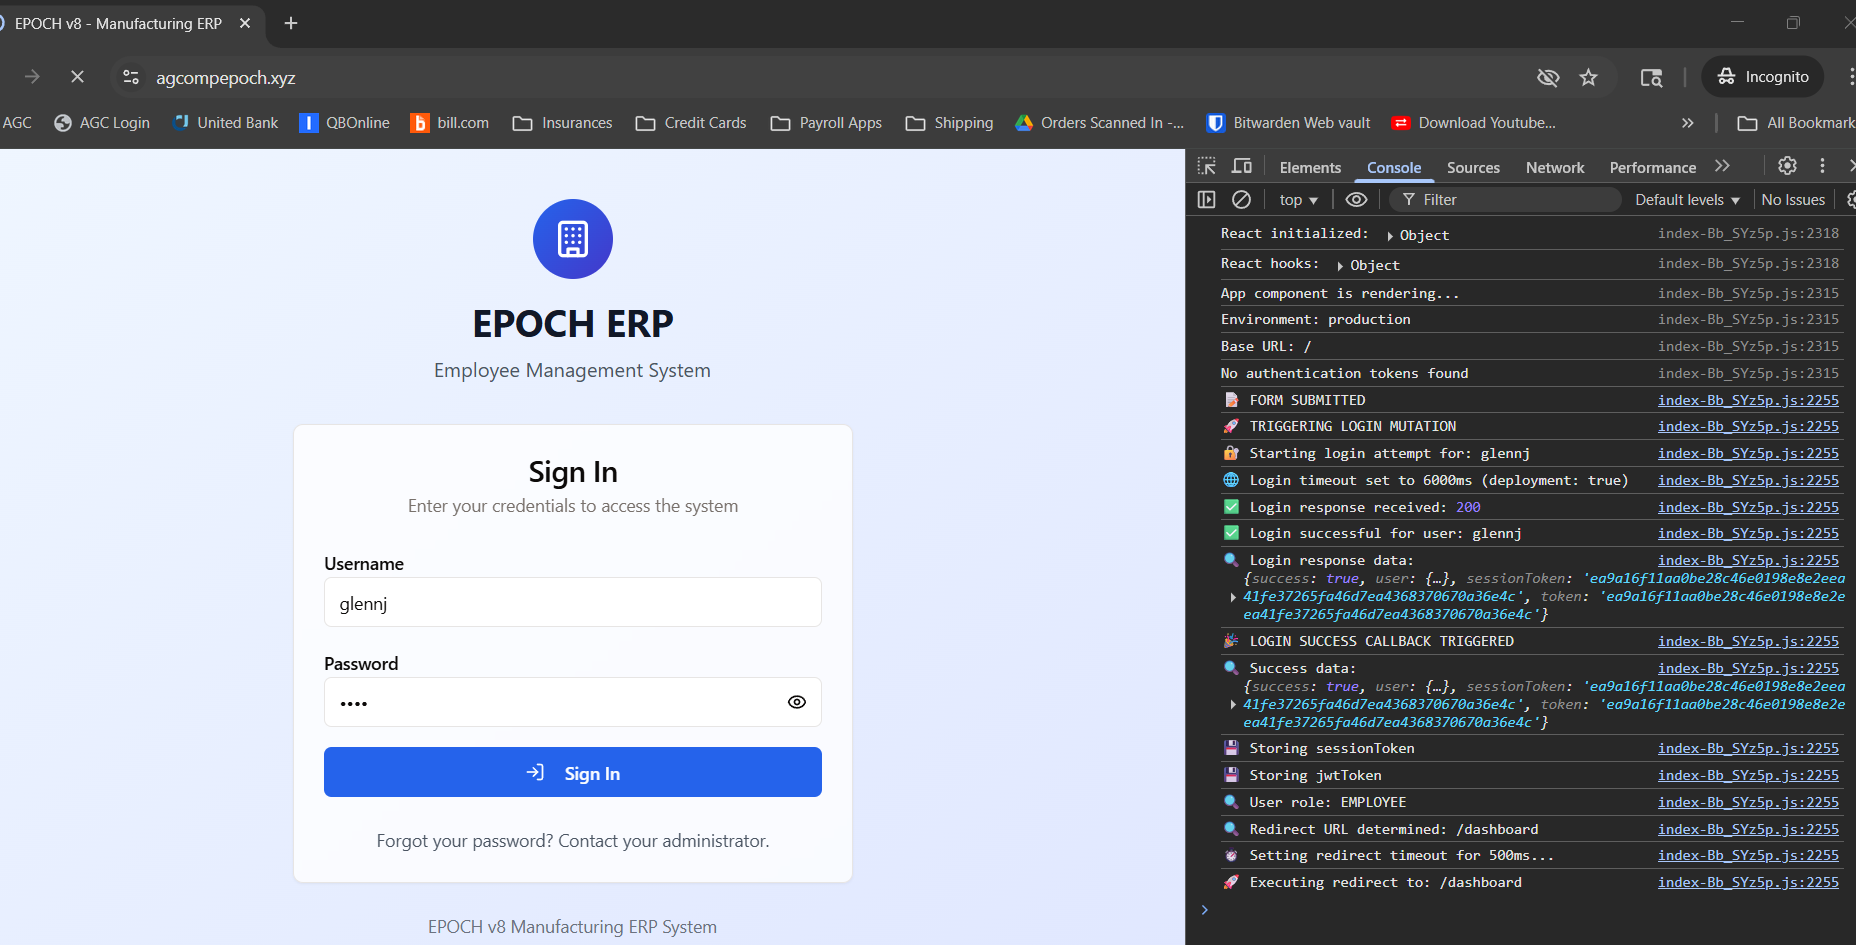 EPOCH v8 - Manufacturing ERP
agcompepoch.xyz
Incognito
AGC
AGC Login
United Bank
QBOnline
bill.com
Insurances
Credit Cards
Payroll Apps
Shipping
Orders Scanned In -...
Bitwarden Web vault
Download Youtube...
All Bookmark
EPOCH ERP
Employee Management System
Sign In
Enter your credentials to access the system
Username
glennj
Password
••••
Sign In
Forgot your password? Contact your administrator.
EPOCH v8 Manufacturing ERP System
Elements Console Sources Network Performance
top Filter Default levels No Issues
React initialized: Object index-Bb_SYz5p.js:2318
React hooks: Object index-Bb_SYz5p.js:2318
App component is rendering... index-Bb_SYz5p.js:2315
Environment: production index-Bb_SYz5p.js:2315
Base URL: / index-Bb_SYz5p.js:2315
No authentication tokens found index-Bb_SYz5p.js:2315
FORM SUBMITTED index-Bb_SYz5p.js:2255
TRIGGERING LOGIN MUTATION index-Bb_SYz5p.js:2255
Starting login attempt for: glennj index-Bb_SYz5p.js:2255
Login timeout set to 6000ms (deployment: true) index-Bb_SYz5p.js:2255
Login response received: 200 index-Bb_SYz5p.js:2255
Login successful for user: glennj index-Bb_SYz5p.js:2255
Login response data: index-Bb_SYz5p.js:2255
{success: true, user: {…}, sessionToken: 'ea9a16f11aa0be28c46e0198e8e2eea
41fe37265fa46d7ea4368370670a36e4c', token: 'ea9a16f11aa0be28c46e0198e8e2e
ea41fe37265fa46d7ea4368370670a36e4c'}
LOGIN SUCCESS CALLBACK TRIGGERED index-Bb_SYz5p.js:2255
Success data: index-Bb_SYz5p.js:2255
{success: true, user: {…}, sessionToken: 'ea9a16f11aa0be28c46e0198e8e2eea
41fe37265fa46d7ea4368370670a36e4c', token: 'ea9a16f11aa0be28c46e0198e8e2e
ea41fe37265fa46d7ea4368370670a36e4c'}
Storing sessionToken index-Bb_SYz5p.js:2255
Storing jwtToken index-Bb_SYz5p.js:2255
User role: EMPLOYEE index-Bb_SYz5p.js:2255
Redirect URL determined: /dashboard index-Bb_SYz5p.js:2255
Setting redirect timeout for 500ms... index-Bb_SYz5p.js:2255
Executing redirect to: /dashboard index-Bb_SYz5p.js:2255